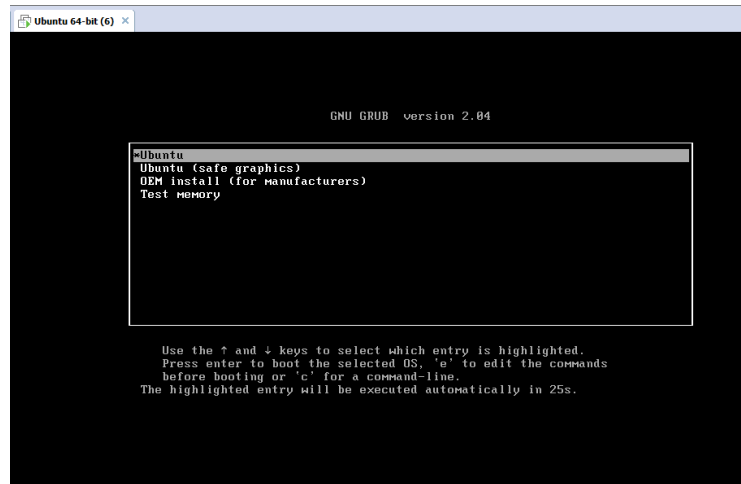 Ubuntu 64-bit (6) ×
GNU GRUB version 2.04
*Ubuntu
Ubuntu (safe graphics)
OEM install (for manufacturers)
Test memory
Use the ↑ and ↓ keys to select which entry is highlighted.
Press enter to boot the selected OS, 'e' to edit the commands
before booting or 'c' for a command-line.
The highlighted entry will be executed automatically in 25s.